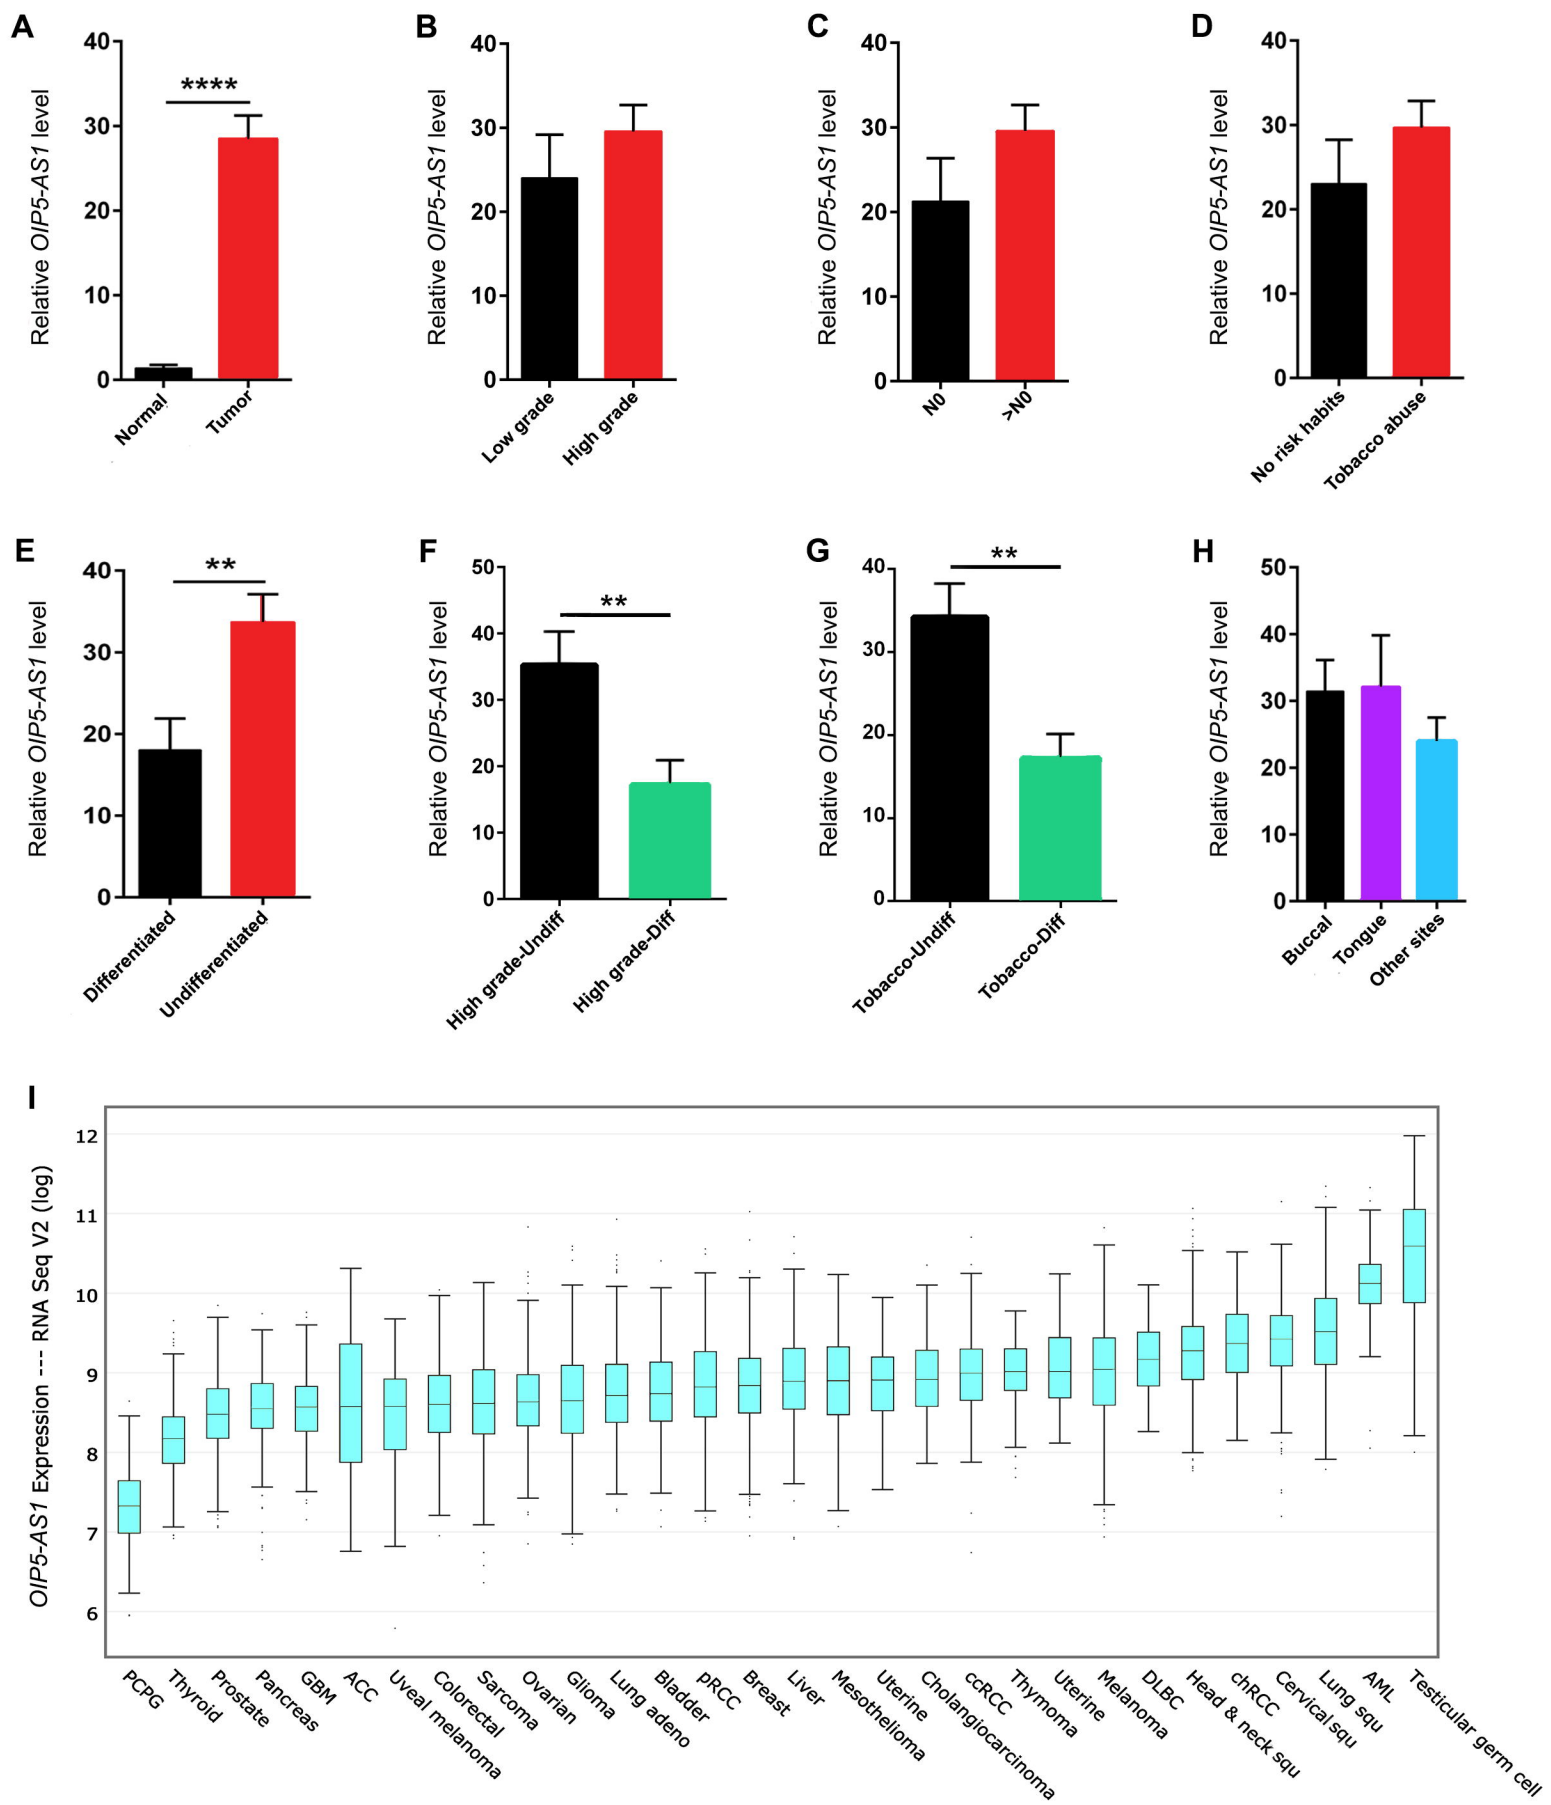 A
Relative OIP5-AS1 level
40
30
20
10
0
****
Normal
Tumor
B
Relative OIP5-AS1 level
40
30
20
10
0
Low grade
High grade
C
Relative OIP5-AS1 level
40
30
20
10
0
N0
>N0
D
Relative OIP5-AS1 level
40
30
20
10
0
No risk habits
Tobacco abuse
E
Relative OIP5-AS1 level
40
30
20
10
0
**
Differentiated
Undifferentiated
F
Relative OIP5-AS1 level
50
40
30
20
10
0
**
High grade-Undiff
High grade-Diff
G
Relative OIP5-AS1 level
40
30
20
10
0
**
Tobacco-Undiff
Tobacco-Diff
H
Relative OIP5-AS1 level
50
40
30
20
10
0
Buccal
Tongue
Other sites
I
OIP5-AS1 Expression --- RNA Seq V2 (log)
12
11
10
9
8
7
6
PCPG
Thyroid
Prostate
Pancreas
GBM
ACC
Uveal melanoma
Colorectal
Sarcoma
Ovarian
Glioma
Lung adeno
Bladder
pRCC
Breast
Liver
Mesothelioma
Uterine
Cholangiocarcinoma
ccRCC
Thymoma
Uterine
Melanoma
DLBC
Head & neck squ
chRCC
Cervical squ
Lung squ
AML
Testicular germ cell